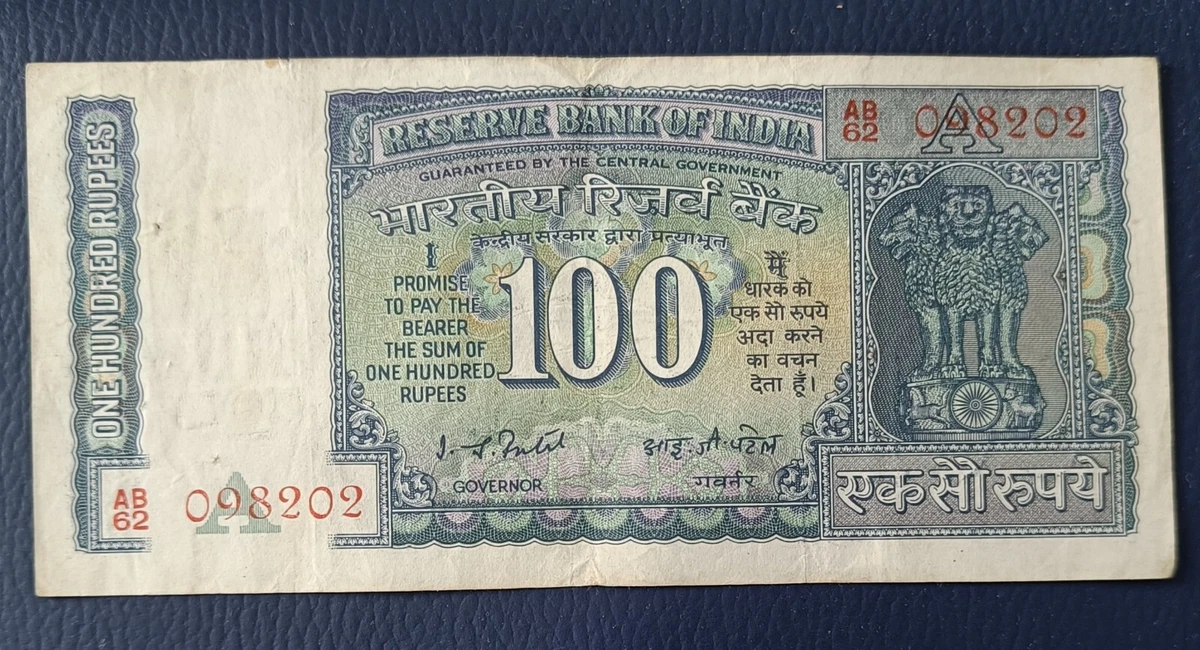 ONE HUNDRED RUPEES
RESERVE BANK OF INDIA
AB
62
098202
A
GUARANTEED BY THE CENTRAL GOVERNMENT
भारतीय रिज़र्व बैंक
केन्द्रीय सरकार द्वारा प्रत्याभूत
I
PROMISE
TO PAY THE
BEARER
THE SUM OF
ONE HUNDRED
RUPEES
100
मैं
धारक को
एक सौ रुपये
अदा करने
का वचन
देता हूँ।
I. G. Patel
आइ. जी. पटेल
GOVERNOR
गवर्नर
AB
62
098202
A
एक सौ रुपये